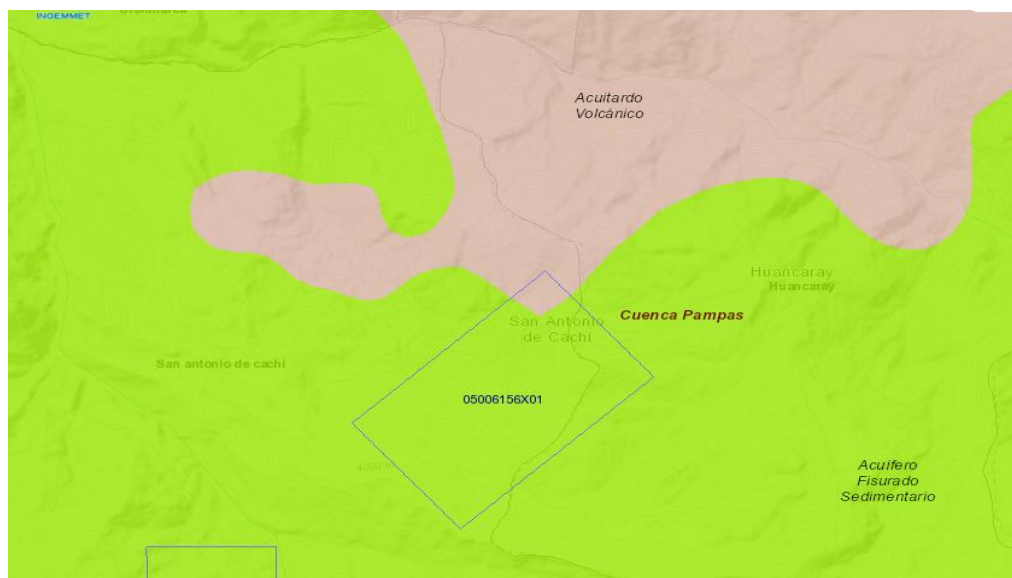 INGEMMET
Acuitardo
Volcánico
Huancaray
Huancaray
Cuenca Pampas
San Antonio
de Cachi
San antonio de cachi
05006156X01
Acuífero
Fisurado
Sedimentario